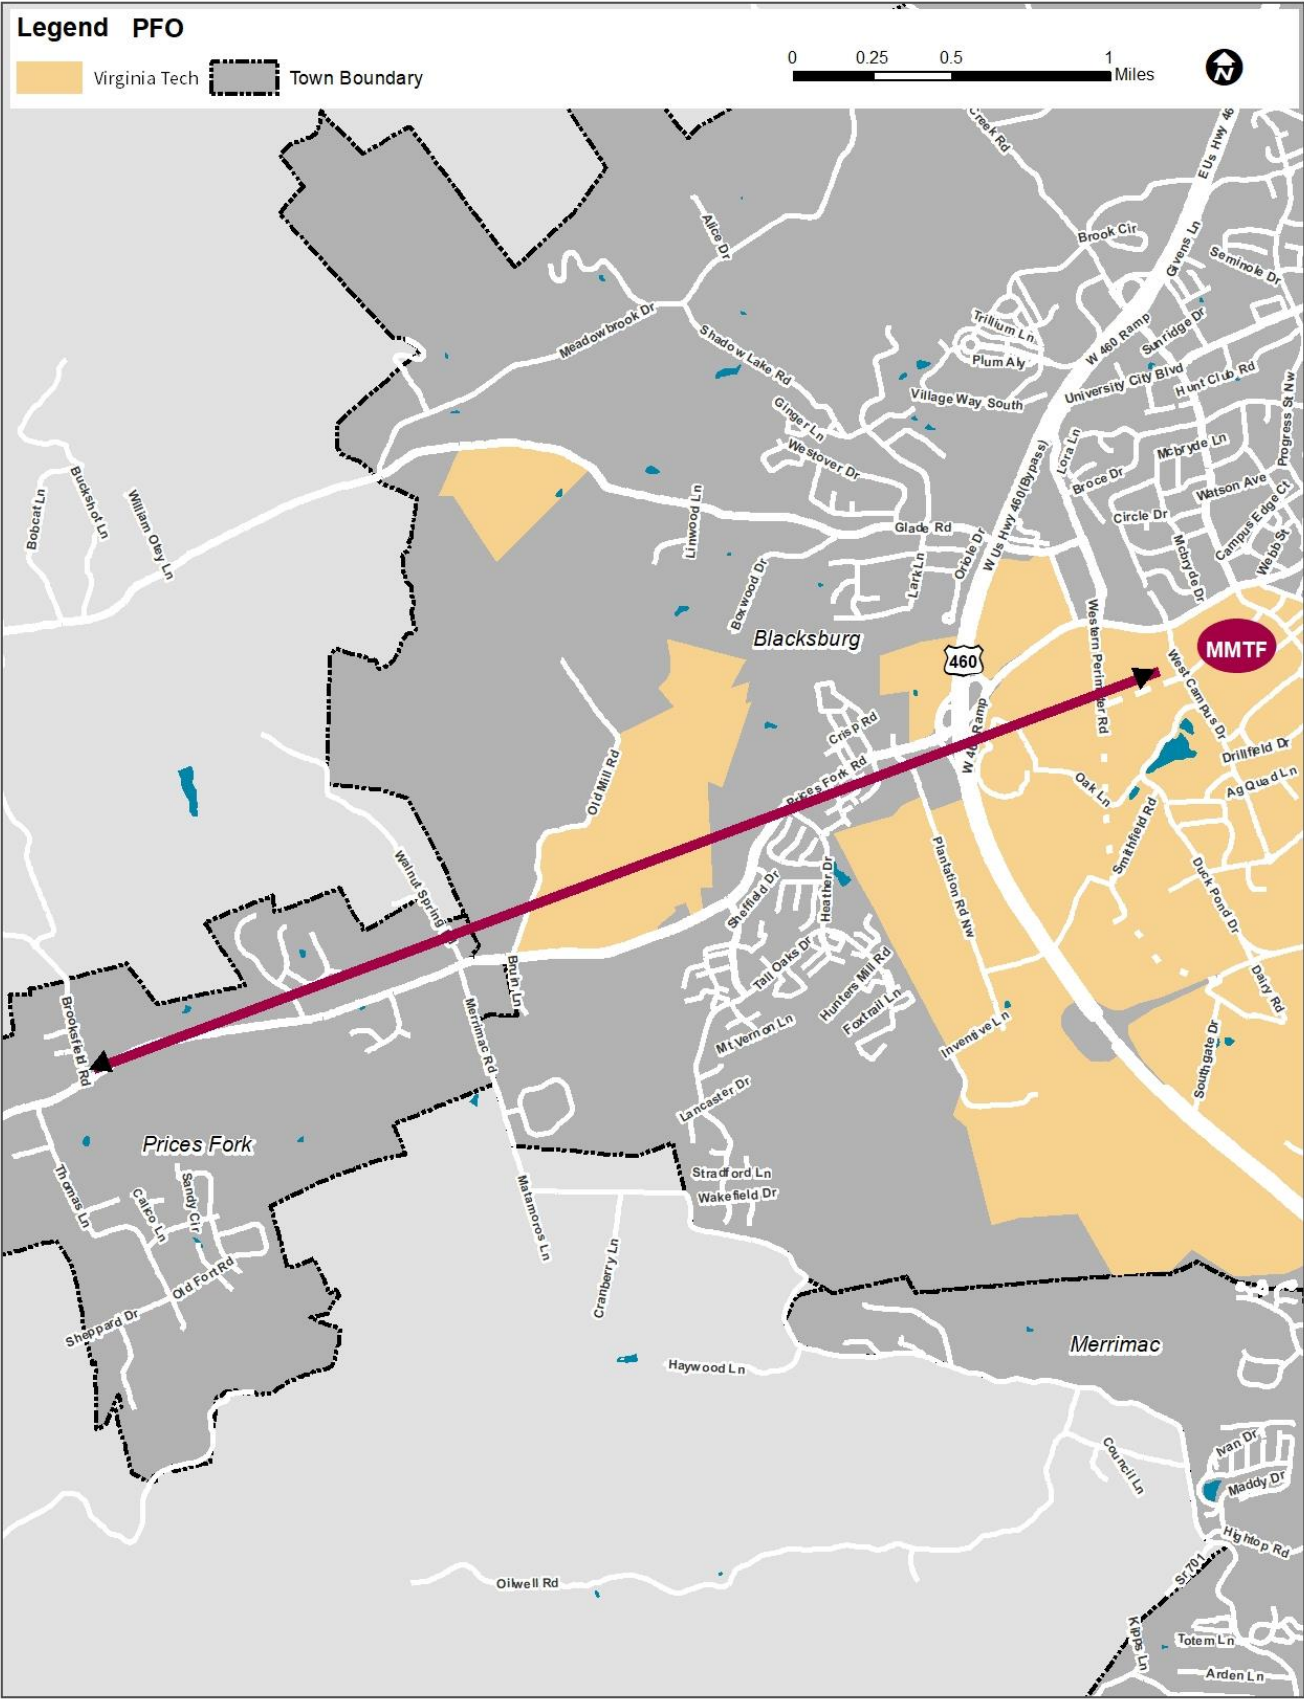 Legend PFO
Virginia Tech
Town Boundary
0 0.25 0.5 1
Miles
N
Creek Rd
E Us Hwy 46
Brook Cir
Givens Ln
Seminole Dr
Alice Dr
Meadowbrook Dr
Shadow Lake Rd
Trillium Ln
Plum Aly
W 460 Ramp
Sunridge Dr
University City Blvd
Hunt Club Rd
Village Way South
Progress St Nw
Ginger Ln
Westover Dr
Lora Ln
Mcbryde Ln
Broce Dr
Watson Ave
Circle Dr
Campus Edge Ct
Webb St
Mcbryde Dr
Bobcat Ln
Buckshot Ln
William Otey Ln
Linwood Ln
Glade Rd
W Us Hwy 460 (Bypass)
Oriole Dr
Lark Ln
Boxwood Dr
Blacksburg
460
Western Perimeter Rd
MMTF
West Campus Dr
Crisp Rd
W 460 Ramp
Prices Fork Rd
Old Mill Rd
Drillfield Dr
Ag Quad Ln
Oak Ln
Smithfield Rd
Walnut Spring
Plantation Rd Nw
Heather Dr
Sheffield Dr
Duck Pond Dr
Tall Oaks Dr
Hunters Mill Rd
Foxtrail Ln
Bruin Ln
Brooksfield Rd
Merrimac Rd
Mt Vernon Ln
Inventive Ln
Dairy Rd
Southgate Dr
Lancaster Dr
Prices Fork
Stradford Ln
Wakefield Dr
Thomas Ln
Calico Ln
Sandy Cir
Matamoros Ln
Cranberry Ln
Old Fort Rd
Sheppard Dr
Haywood Ln
Merrimac
Council Ln
Ivan Dr
Maddy Dr
Hightop Rd
Sr 701
Oilwell Rd
Kipps Ln
Totem Ln
Arden Ln